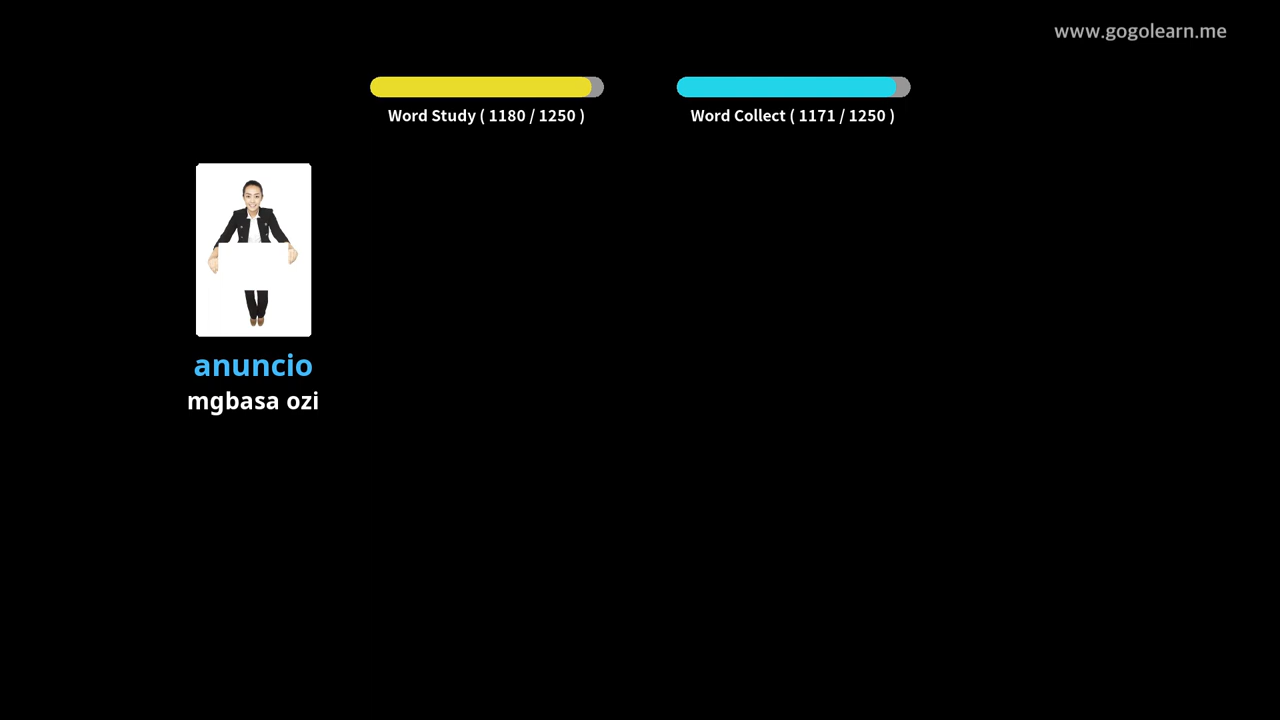 www.gogolearn.me
Word Study ( 1180 / 1250 )
Word Collect ( 1171 / 1250 )
anuncio
mgbasa ozi